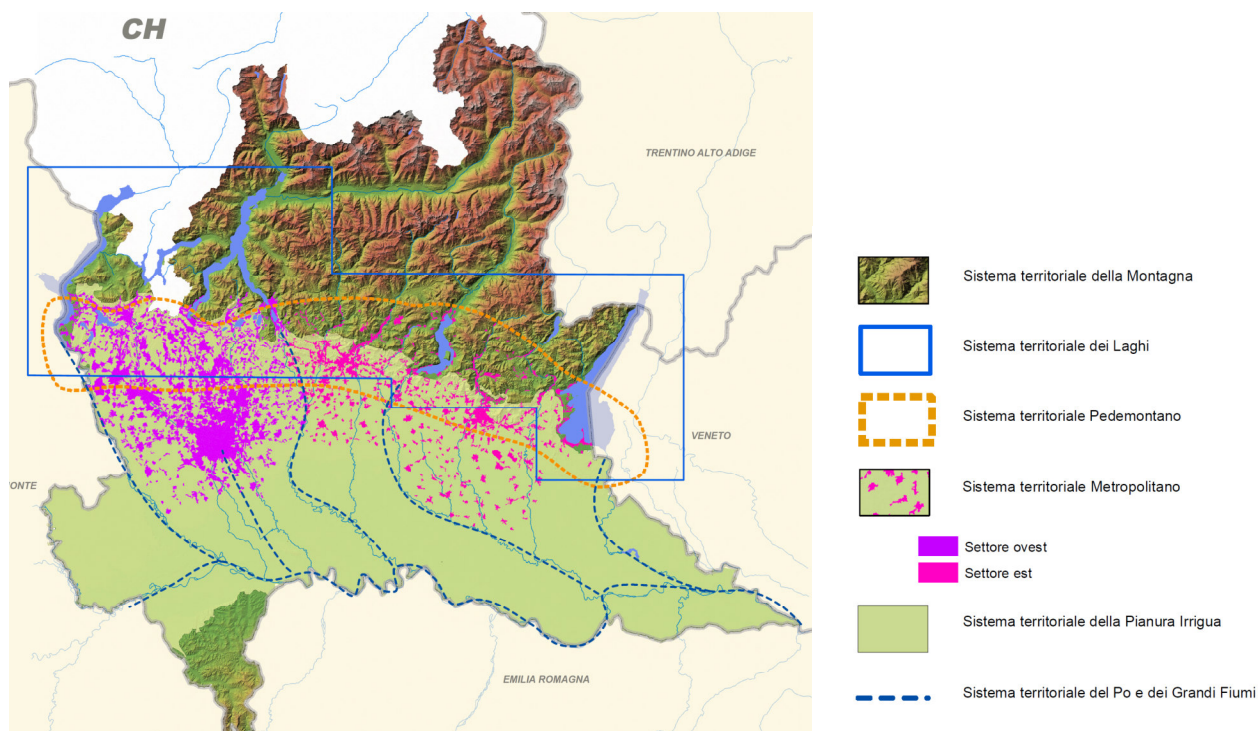 CH
TRENTINO ALTO ADIGE
VENETO
ONTE
EMILIA ROMAGNA
Sistema territoriale della Montagna
Sistema territoriale dei Laghi
Sistema territoriale Pedemontano
Sistema territoriale Metropolitano
Settore ovest
Settore est
Sistema territoriale della Pianura Irrigua
Sistema territoriale del Po e dei Grandi Fiumi